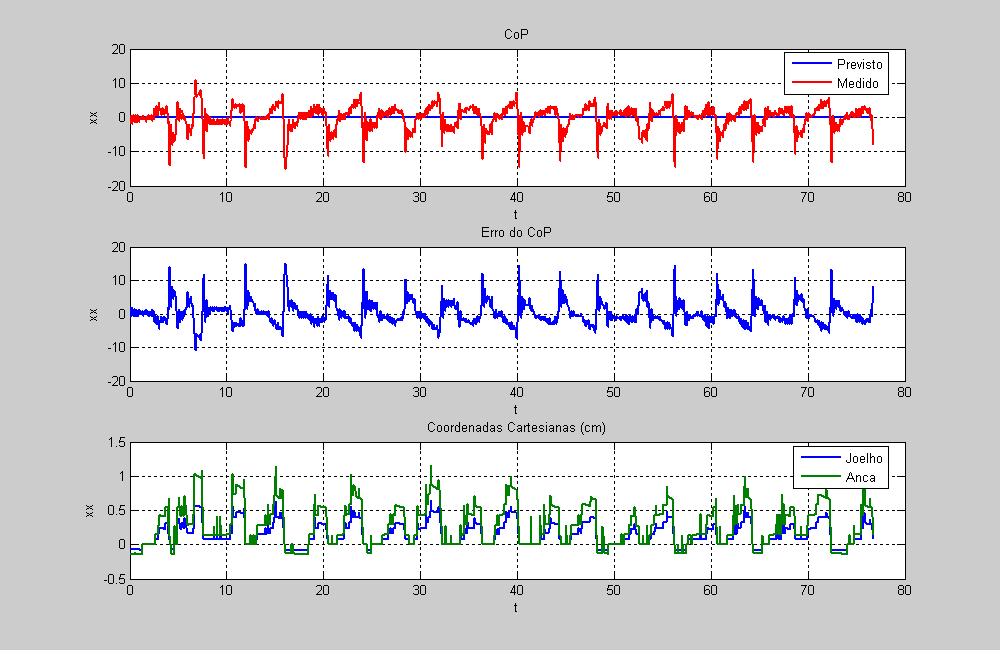 CoP
20
10
0
-10
-20
xx
Previsto
Medido
0 10 20 30 40 50 60 70 80
t
Erro do CoP
20
10
0
-10
-20
xx
0 10 20 30 40 50 60 70 80
t
Coordenadas Cartesianas (cm)
1.5
1
0.5
0
-0.5
xx
Joelho
Anca
0 10 20 30 40 50 60 70 80
t